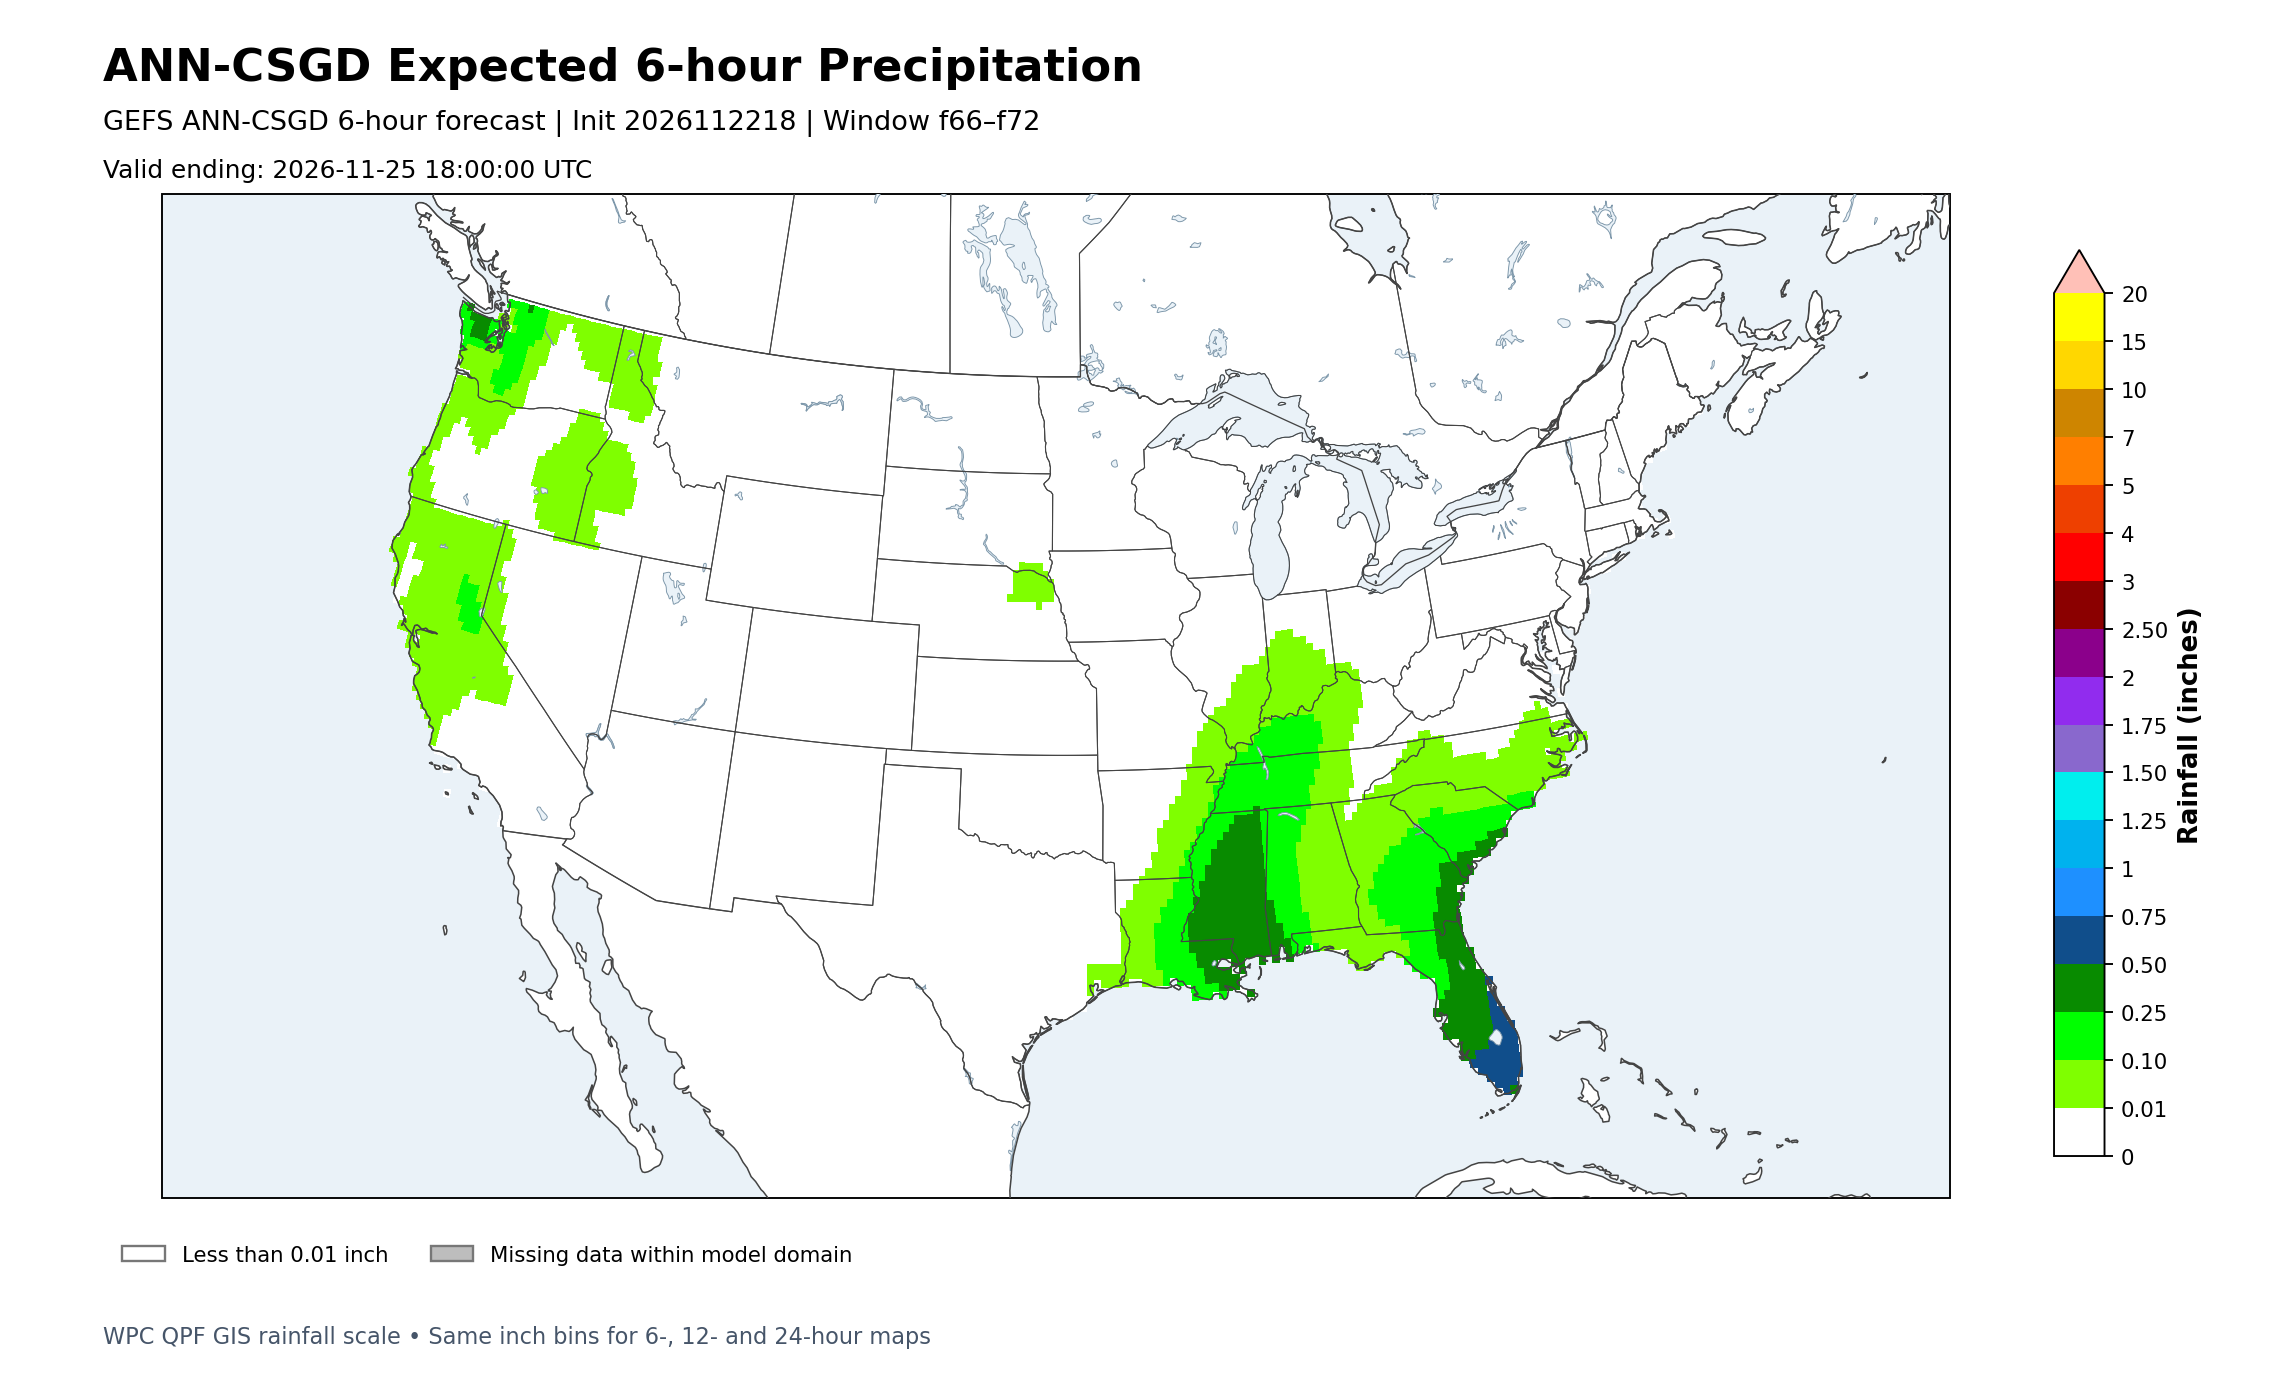 ANN-CSGD Expected 6-hour Precipitation
GEFS ANN-CSGD 6-hour forecast | Init 2026112218 | Window f66–f72
Valid ending: 2026-11-25 18:00:00 UTC
20
15
10
7
5
4
3
2.50
2
1.75
1.50
1.25
1
0.75
0.50
0.25
0.10
0.01
0
Rainfall (inches)
Less than 0.01 inch
Missing data within model domain
WPC QPF GIS rainfall scale • Same inch bins for 6-, 12- and 24-hour maps